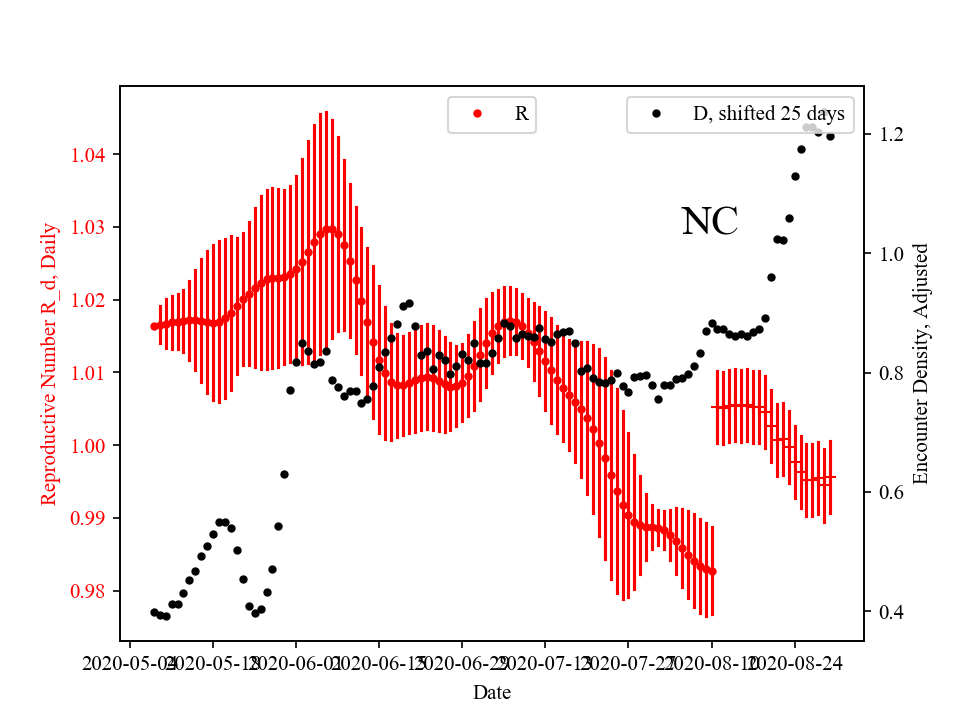 R
D, shifted 25 days
NC
Reproductive Number R_d, Daily
1.04
1.03
1.02
1.01
1.00
0.99
0.98
1.2
1.0
0.8
0.6
0.4
Encounter Density, Adjusted
2020-05-04 2020-05-18 2020-06-01 2020-06-15 2020-06-29 2020-07-13 2020-07-27 2020-08-10 2020-08-24
Date